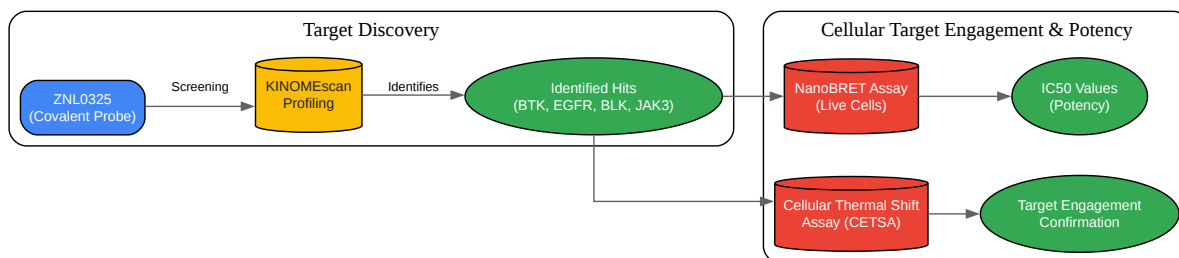 Target Discovery
ZNL0325
(Covalent Probe)
Screening
KINOMEscan
Profiling
Identifies
Identified Hits
(BTK, EGFR, BLK, JAK3)
Cellular Target Engagement & Potency
NanoBRET Assay
(Live Cells)
IC50 Values
(Potency)
Cellular Thermal Shift
Assay (CETSA)
Target Engagement
Confirmation